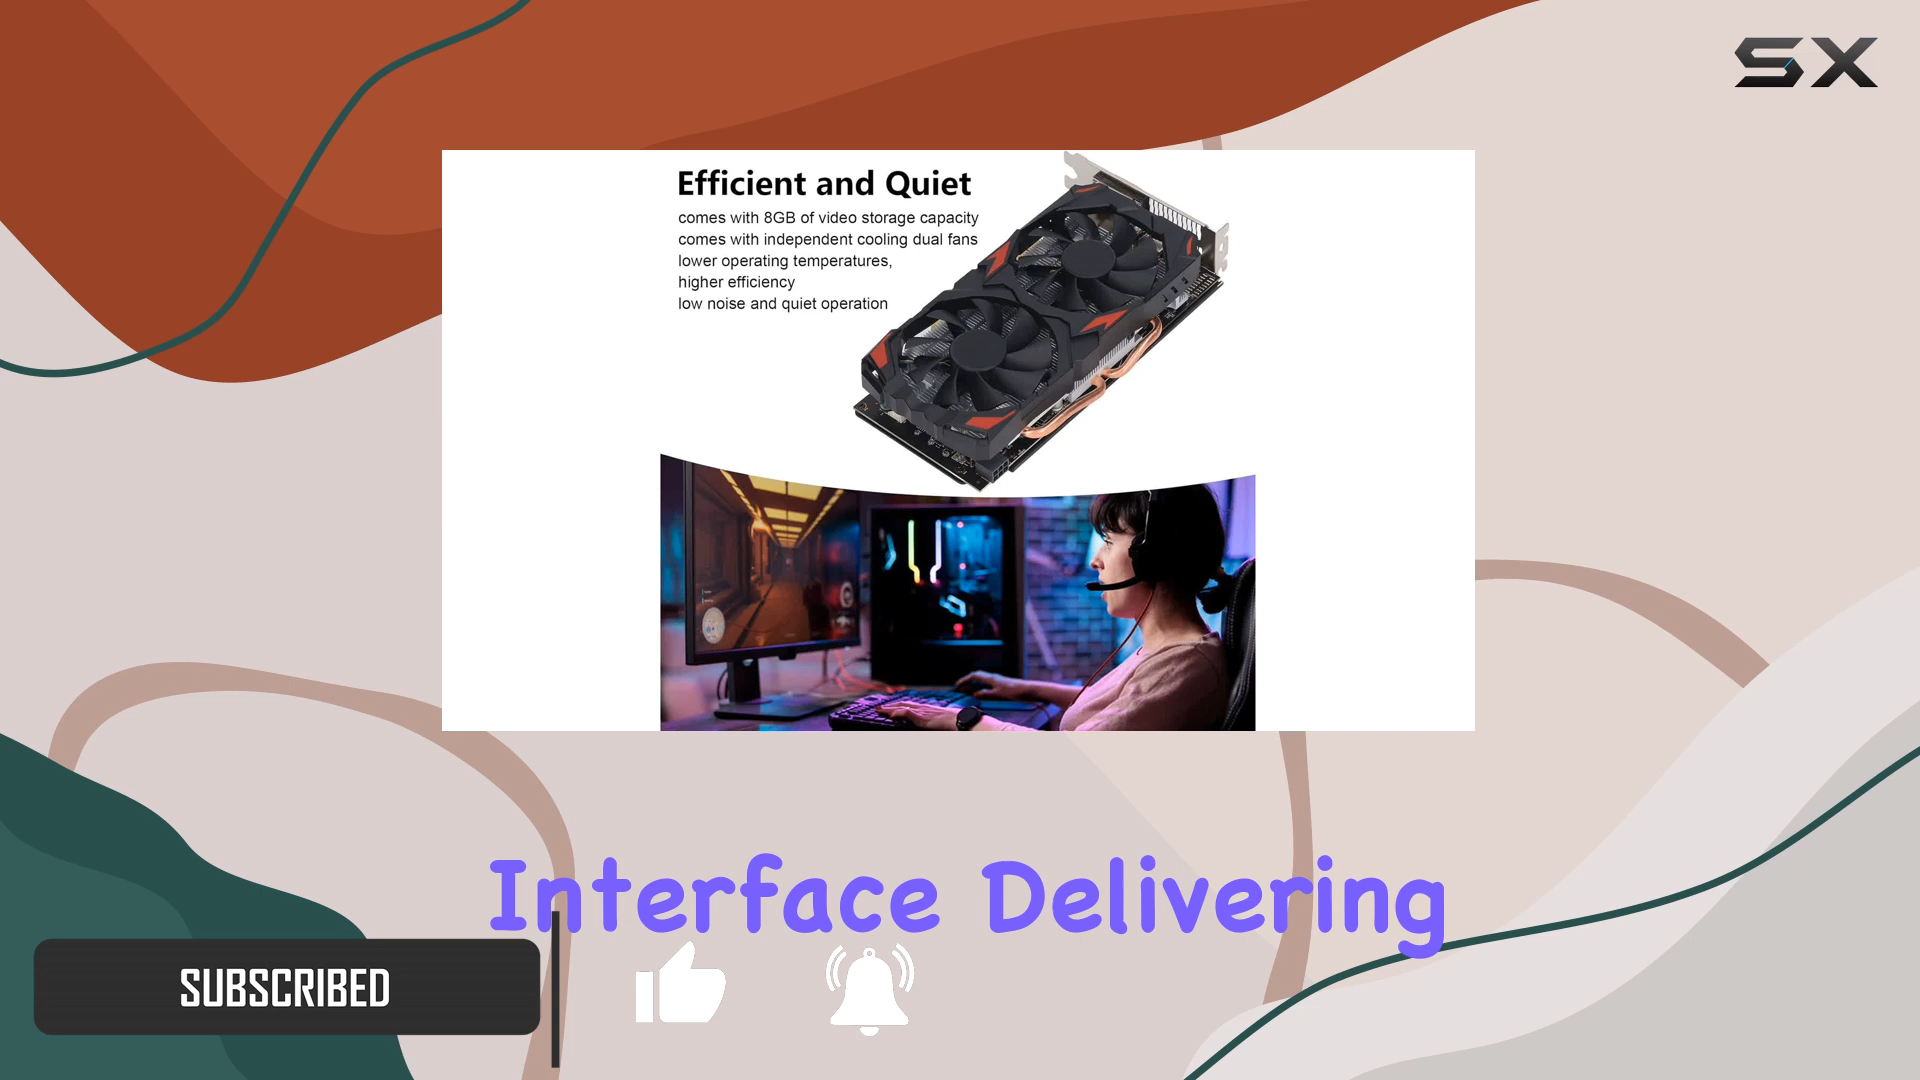 SX
Efficient and Quiet
comes with 8GB of video storage capacity
comes with independent cooling dual fans
lower operating temperatures,
higher efficiency
low noise and quiet operation
Interface Delivering
SUBSCRIBED